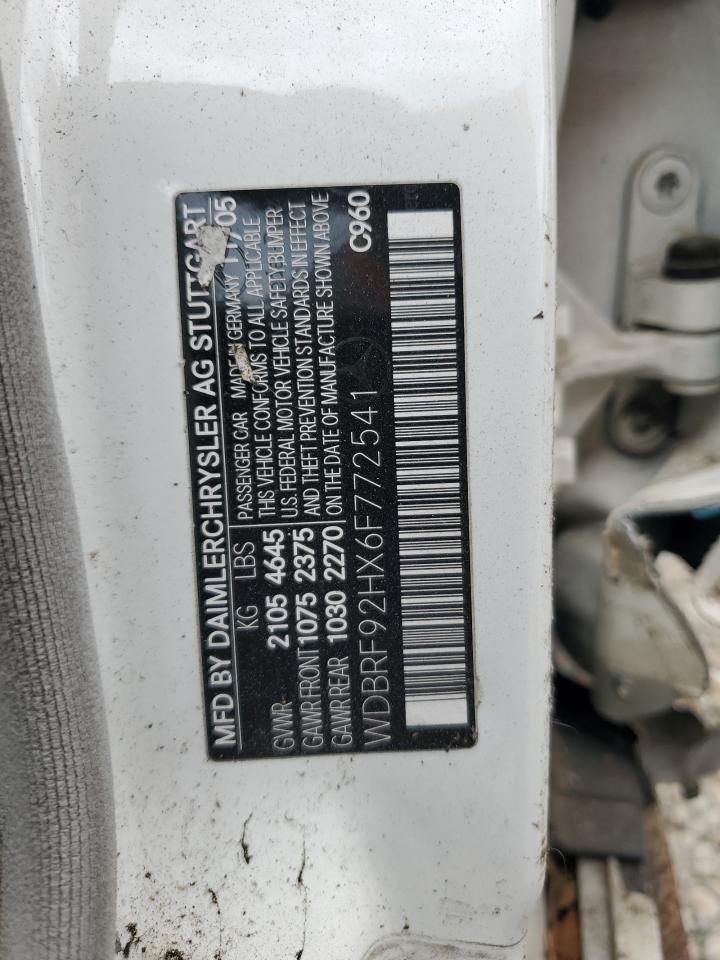 MFD BY DAIMLERCHRYSLER AG STUTTGART
KG LBS PASSENGER CAR MADE IN GERMANY 11/05
GVWR 2105 4645 THIS VEHICLE CONFORMS TO ALL APPLICABLE
U.S. FEDERAL MOTOR VEHICLE SAFETY,BUMPER
GAWR FRONT 1075 2375 AND THEFT PREVENTION STANDARDS IN EFFECT
GAWR REAR 1030 2270 ON THE DATE OF MANUFACTURE SHOWN ABOVE
WDBRF92HX6F772541 C960